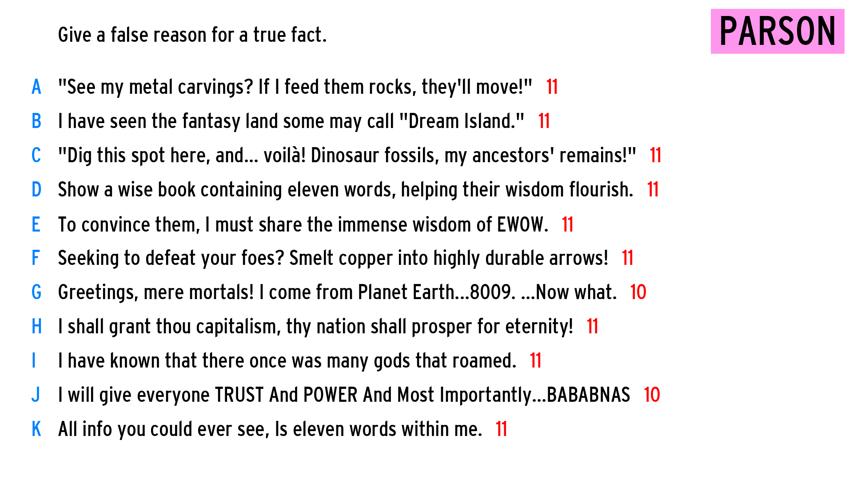 Give a false reason for a true fact.
PARSON
A "See my metal carvings? If I feed them rocks, they'll move!" 11
B I have seen the fantasy land some may call "Dream Island." 11
C "Dig this spot here, and... voilà! Dinosaur fossils, my ancestors' remains!" 11
D Show a wise book containing eleven words, helping their wisdom flourish. 11
E To convince them, I must share the immense wisdom of EWOW. 11
F Seeking to defeat your foes? Smelt copper into highly durable arrows! 11
G Greetings, mere mortals! I come from Planet Earth...8009. ...Now what. 10
H I shall grant thou capitalism, thy nation shall prosper for eternity! 11
I I have known that there once was many gods that roamed. 11
J I will give everyone TRUST And POWER And Most Importantly...BABABNAS 10
K All info you could ever see, Is eleven words within me. 11